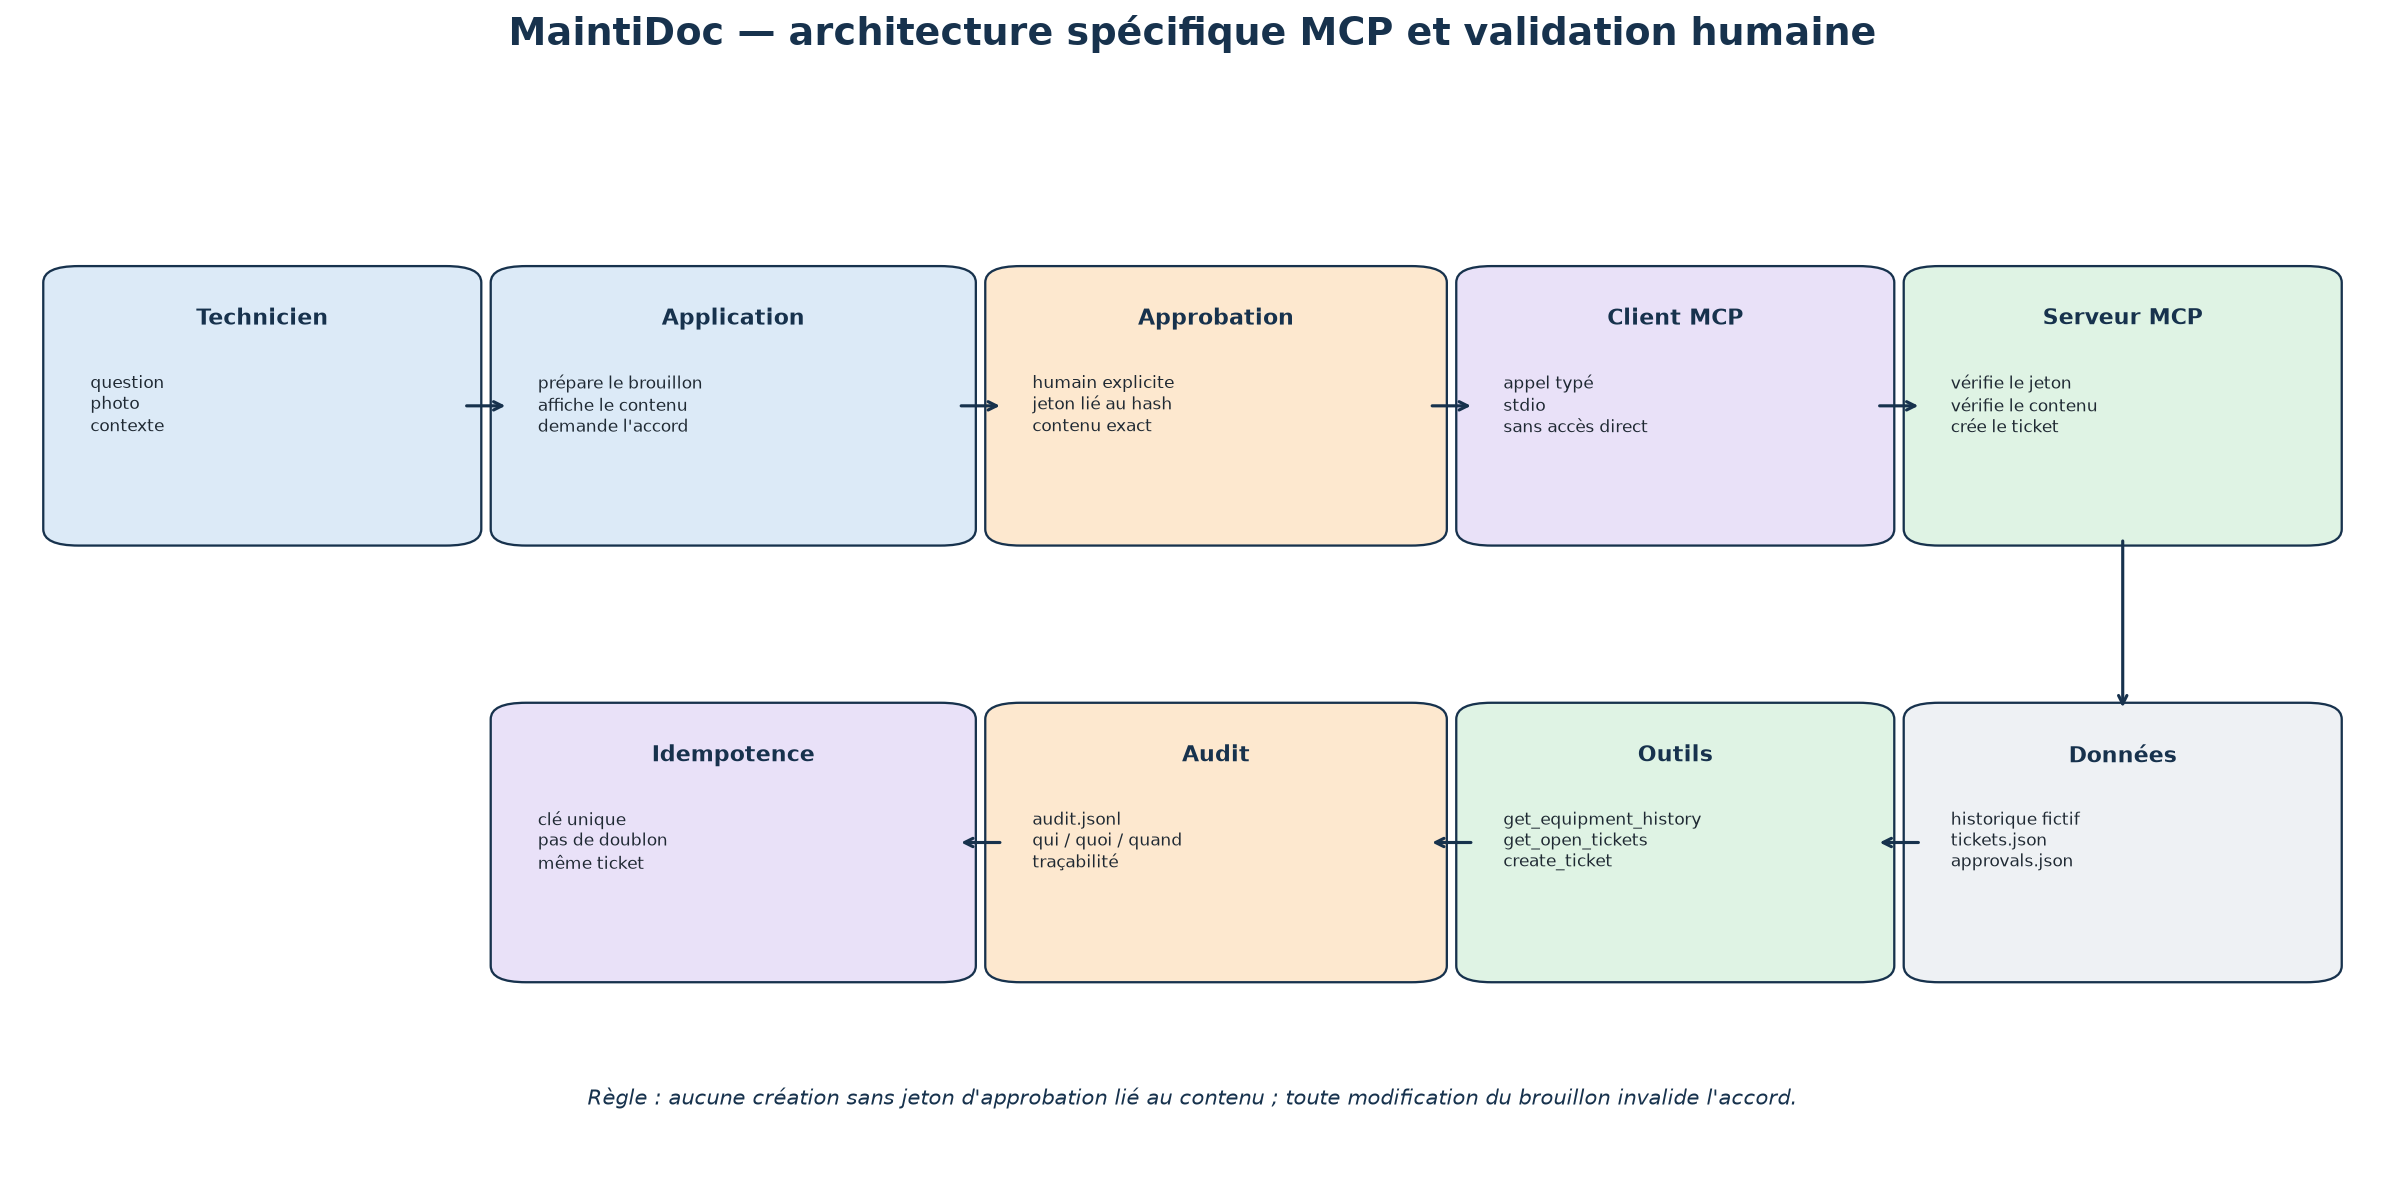 MaintiDoc — architecture spécifique MCP et validation humaine
Technicien
question
photo
contexte
Application
prépare le brouillon
affiche le contenu
demande l'accord
Approbation
humain explicite
jeton lié au hash
contenu exact
Client MCP
appel typé
stdio
sans accès direct
Serveur MCP
vérifie le jeton
vérifie le contenu
crée le ticket
Idempotence
clé unique
pas de doublon
même ticket
Audit
audit.jsonl
qui / quoi / quand
traçabilité
Outils
get_equipment_history
get_open_tickets
create_ticket
Données
historique fictif
tickets.json
approvals.json
Règle : aucune création sans jeton d'approbation lié au contenu ; toute modification du brouillon invalide l'accord.